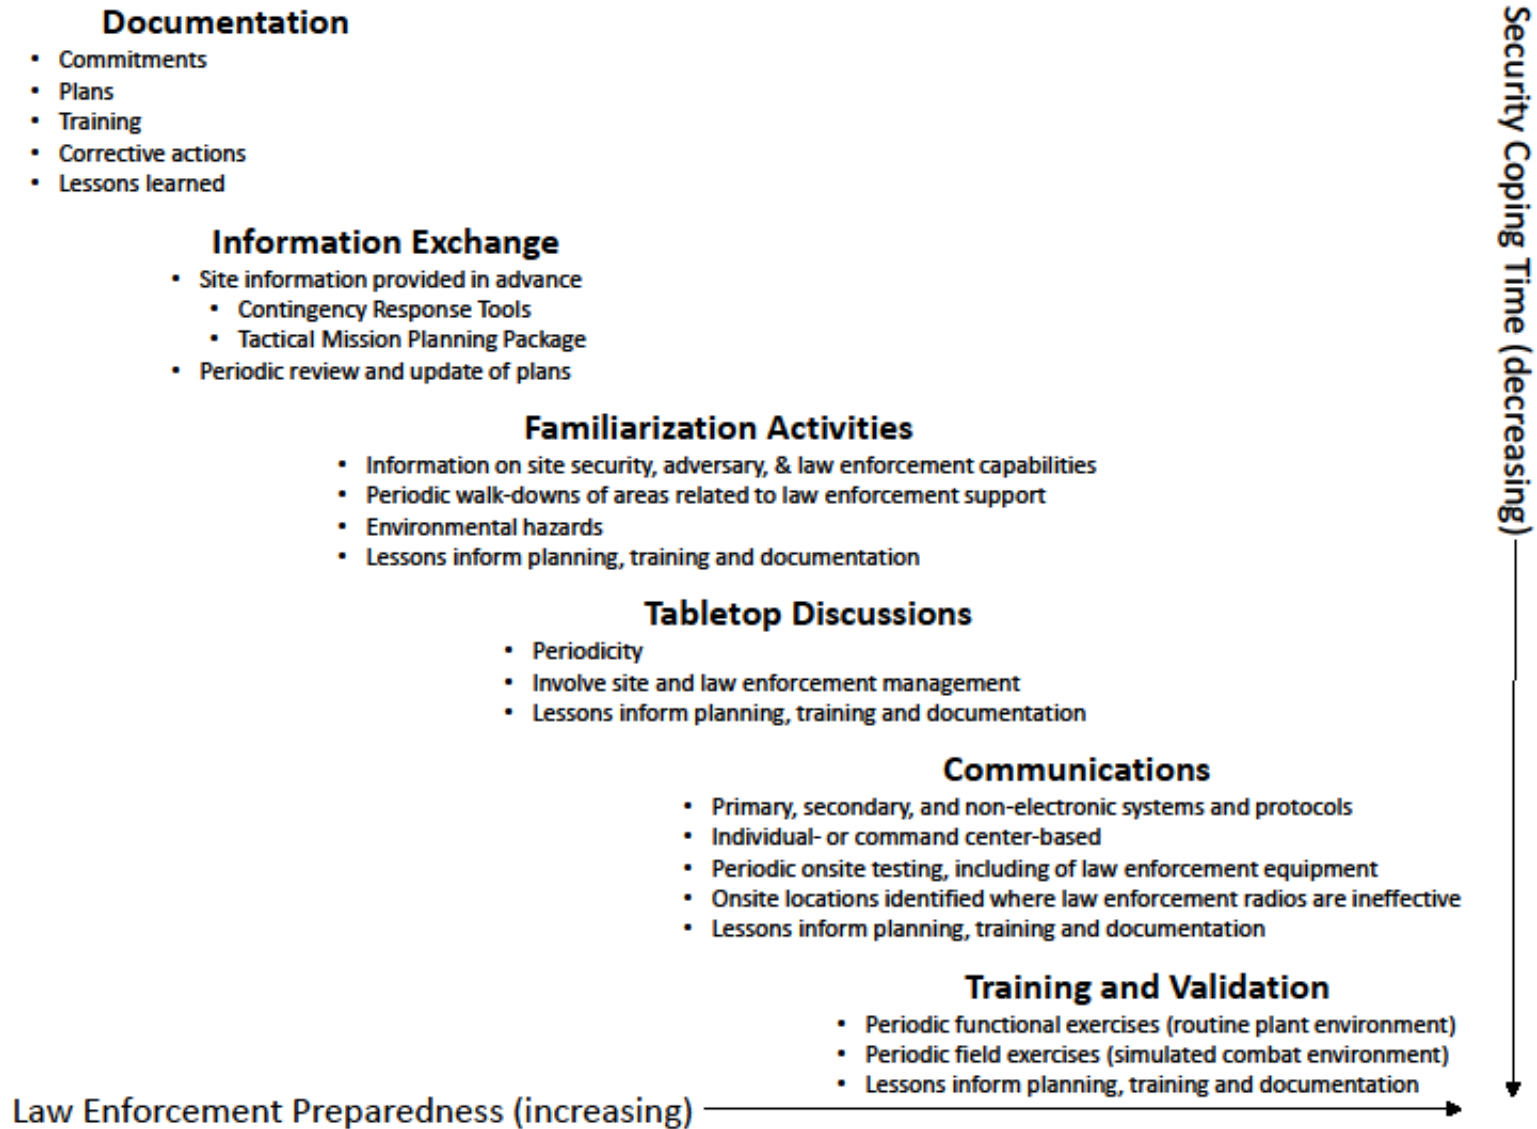 Documentation
• Commitments
• Plans
• Training
• Corrective actions
• Lessons learned
Information Exchange
• Site information provided in advance
• Contingency Response Tools
• Tactical Mission Planning Package
• Periodic review and update of plans
Familiarization Activities
• Information on site security, adversary, & law enforcement capabilities
• Periodic walk-downs of areas related to law enforcement support
• Environmental hazards
• Lessons inform planning, training and documentation
Tabletop Discussions
• Periodicity
• Involve site and law enforcement management
• Lessons inform planning, training and documentation
Communications
• Primary, secondary, and non-electronic systems and protocols
• Individual- or command center-based
• Periodic onsite testing, including of law enforcement equipment
• Onsite locations identified where law enforcement radios are ineffective
• Lessons inform planning, training and documentation
Training and Validation
• Periodic functional exercises (routine plant environment)
• Periodic field exercises (simulated combat environment)
• Lessons inform planning, training and documentation
Law Enforcement Preparedness (increasing)
Security Coping Time (decreasing)